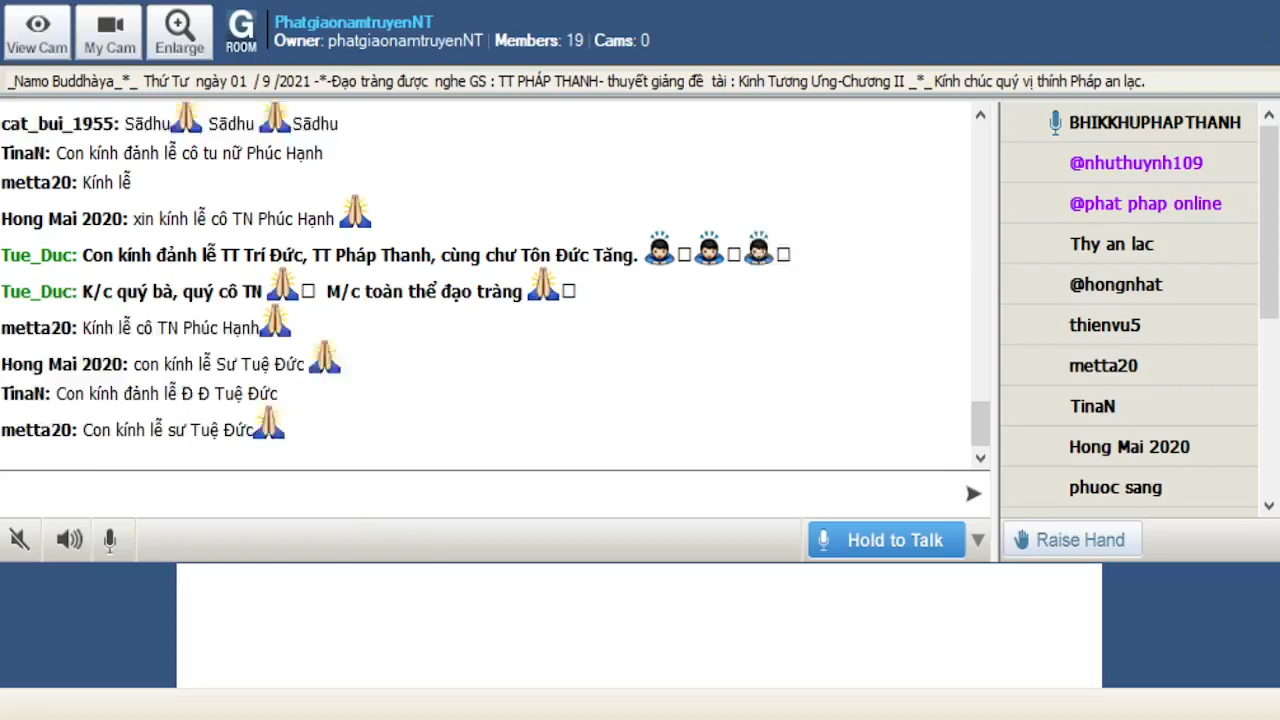 View Cam
My Cam
Enlarge
G
ROOM
PhatgiaonamtruyenNT
Owner: phatgiaonamtruyenNT | Members: 19 | Cams: 0
_Namo Buddhàya_*_ Thứ Tư ngày 01 / 9 /2021 -*-Đạo tràng được nghe GS : TT PHÁP THANH- thuyết giảng đề tài : Kinh Tương Ưng-Chương II _*_ Kính chúc quý vị thính Pháp an lạc.
cat_bui_1955: Sādhu Sādhu Sādhu
TinaN: Con kính đảnh lễ cô tu nữ Phúc Hạnh
metta20: Kính lễ
Hong Mai 2020: xin kính lễ cô TN Phúc Hạnh
Tue_Duc: Con kính đảnh lễ TT Trí Đức, TT Pháp Thanh, cùng chư Tôn Đức Tăng.
Tue_Duc: K/c quý bà, quý cô TN M/c toàn thể đạo tràng
metta20: Kính lễ cô TN Phúc Hạnh
Hong Mai 2020: con kính lễ Sư Tuệ Đức
TinaN: Con kính đảnh lễ Đ Đ Tuệ Đức
metta20: Con kính lễ sư Tuệ Đức
BHIKKHUPHAPTHANH
@nhuthuynh109
@phat phap online
Thy an lac
@hongnhat
thienvu5
metta20
TinaN
Hong Mai 2020
phuoc sang
Hold to Talk
Raise Hand